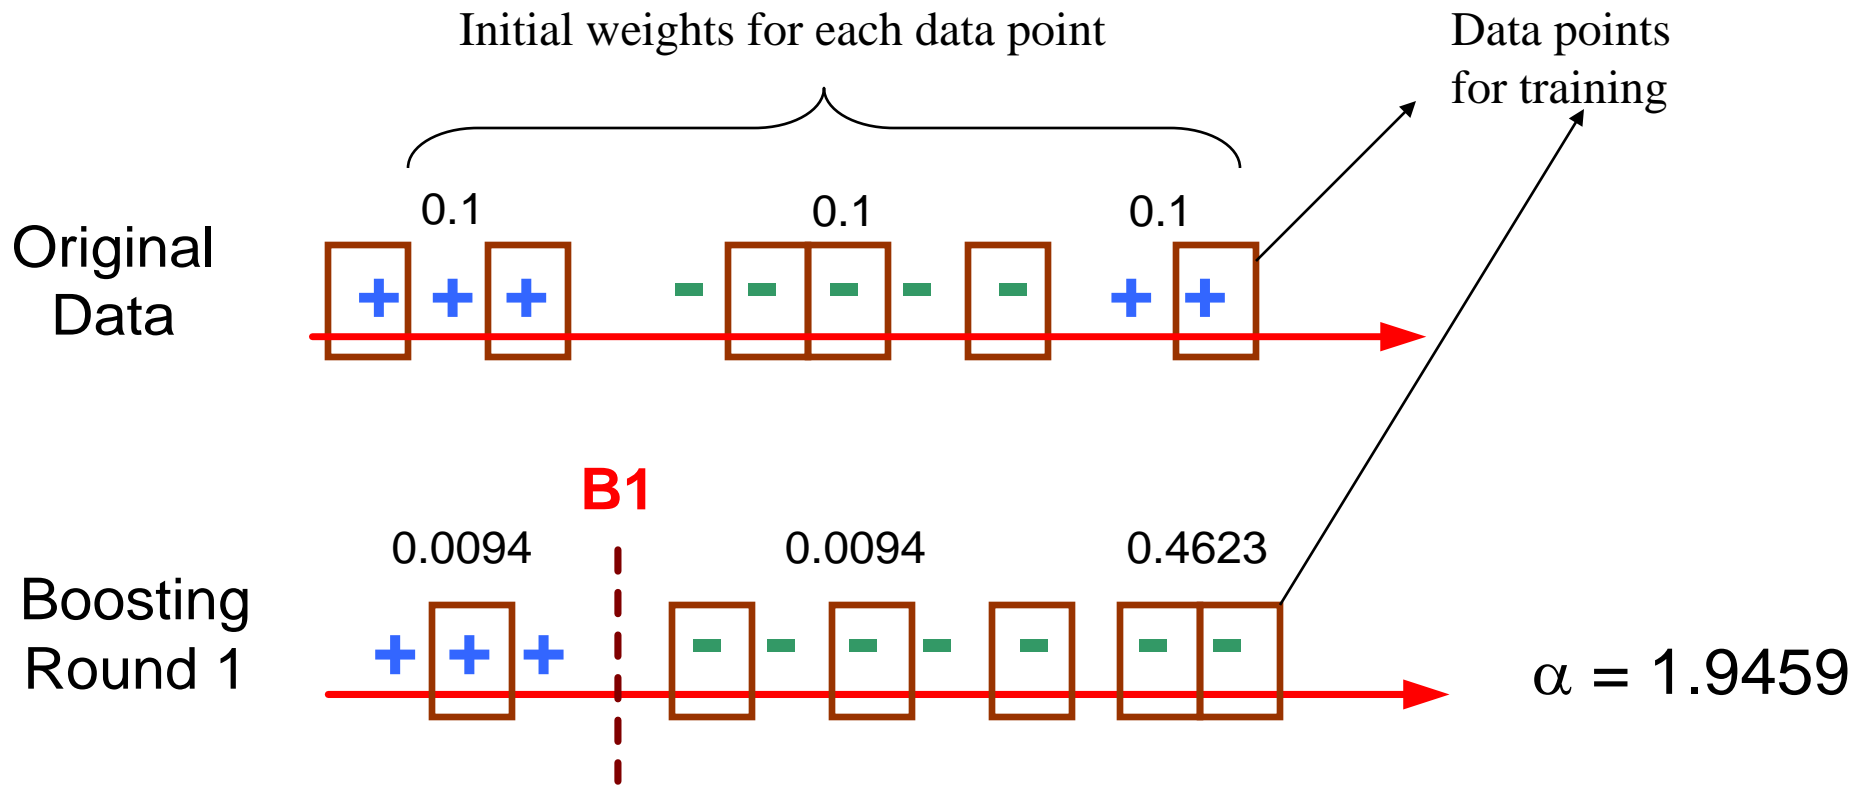 Initial weights for each data point
Data points
for training
0.1 0.1 0.1
Original
Data
+ + + - - - - - + +
B1
0.0094 0.0094 0.4623
Boosting
Round 1
+ + + - - - - - - -
α = 1.9459